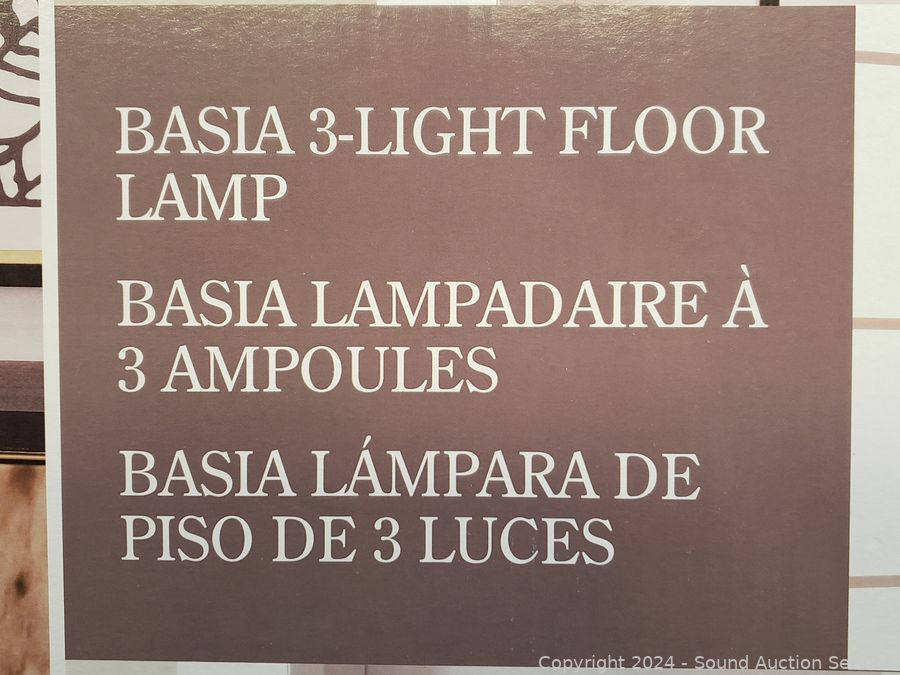 BASIA 3-LIGHT FLOOR
LAMP
BASIA LAMPADAIRE À
3 AMPOULES
BASIA LÁMPARA DE
PISO DE 3 LUCES
Copyright 2024 - Sound Auction Se